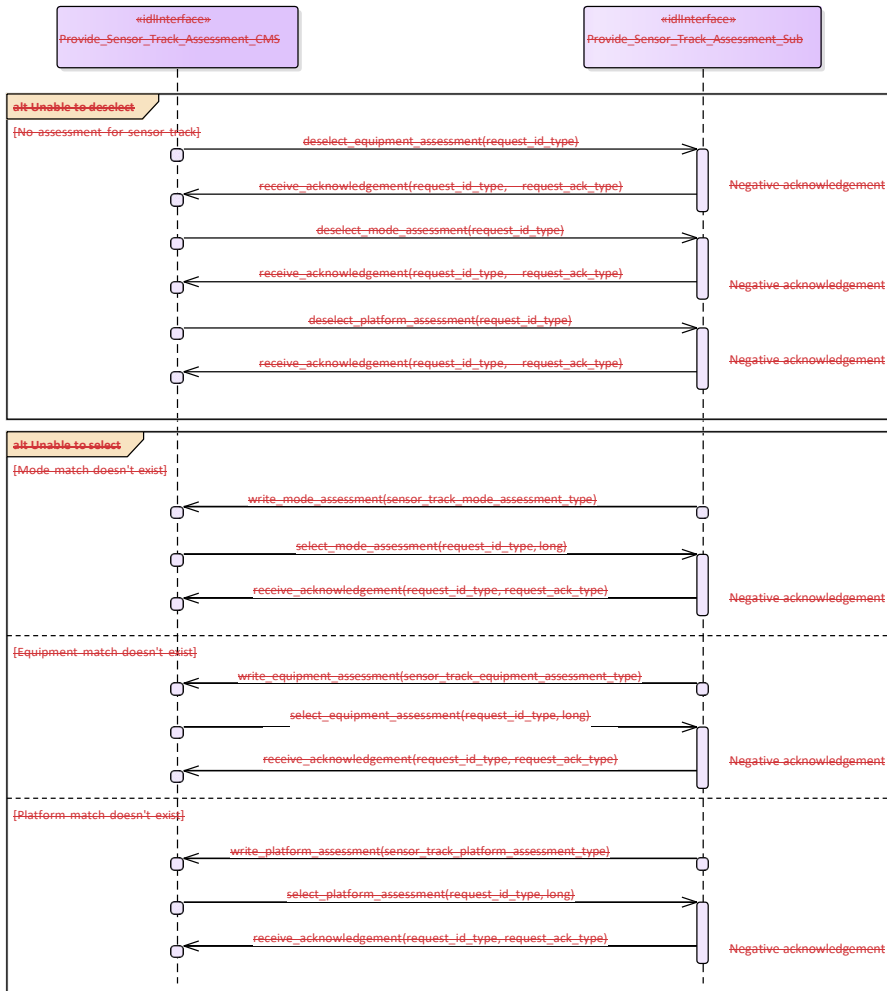 «idlInterface»
Provide_Sensor_Track_Assessment_CMS
«idlInterface»
Provide_Sensor_Track_Assessment_Sub
alt Unable to deselect
[No assessment for sensor track]
deselect_equipment_assessment(request_id_type)
receive_acknowledgement(request_id_type, request_ack_type)
Negative acknowledgement
deselect_mode_assessment(request_id_type)
receive_acknowledgement(request_id_type, request_ack_type)
Negative acknowledgement
deselect_platform_assessment(request_id_type)
receive_acknowledgement(request_id_type, request_ack_type)
Negative acknowledgement
alt Unable to select
[Mode match doesn't exist]
write_mode_assessment(sensor_track_mode_assessment_type)
select_mode_assessment(request_id_type, long)
receive_acknowledgement(request_id_type, request_ack_type)
Negative acknowledgement
[Equipment match doesn't exist]
write_equipment_assessment(sensor_track_equipment_assessment_type)
select_equipment_assessment(request_id_type, long)
receive_acknowledgement(request_id_type, request_ack_type)
Negative acknowledgement
[Platform match doesn't exist]
write_platform_assessment(sensor_track_platform_assessment_type)
select_platform_assessment(request_id_type, long)
receive_acknowledgement(request_id_type, request_ack_type)
Negative acknowledgement